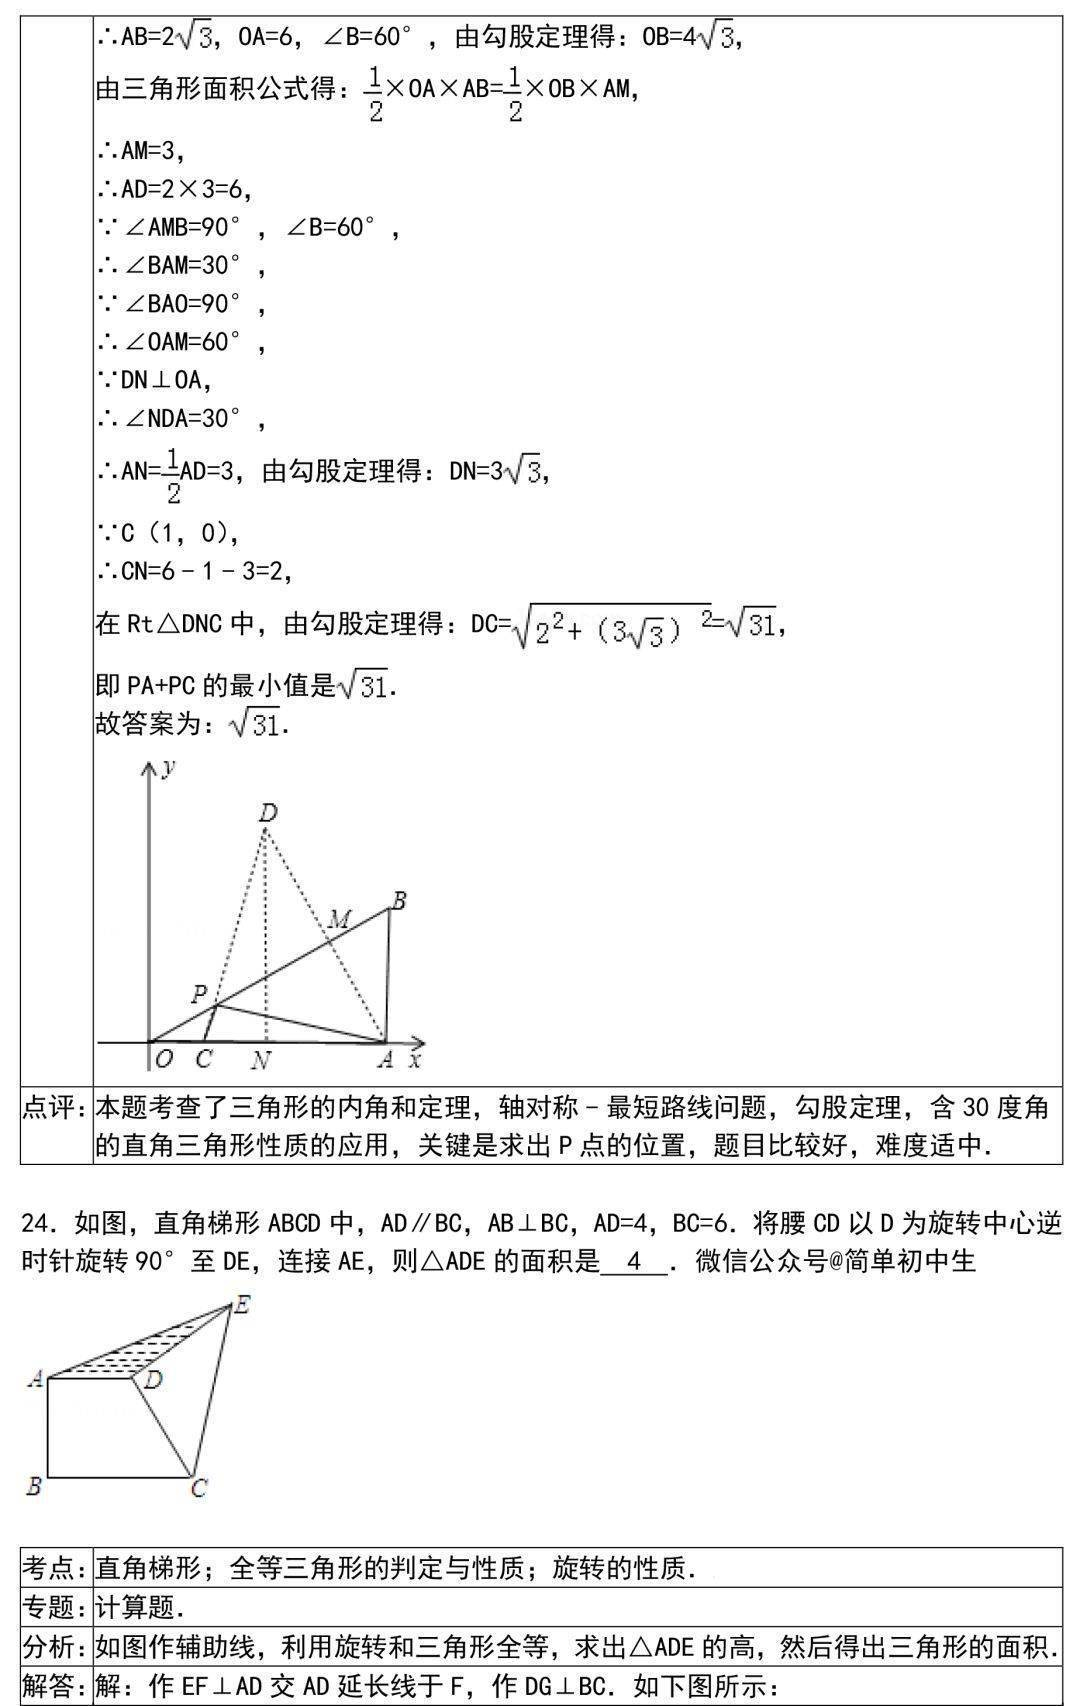 ∴AB=2√3，OA=6，∠B=60°，由勾股定理得：OB=4√3，
由三角形面积公式得：1/2×OA×AB=1/2×OB×AM，
∴AM=3，
∴AD=2×3=6，
∵∠AMB=90°，∠B=60°，
∴∠BAM=30°，
∵∠BAO=90°，
∴∠OAM=60°，
∵DN⊥OA，
∴∠NDA=30°，
∴AN=1/2AD=3，由勾股定理得：DN=3√3，
∵C（1，0），
∴CN=6﹣1﹣3=2，
在Rt△DNC中，由勾股定理得：DC=√(2²+（3√3）²)=√31，
即PA+PC的最小值是√31．
故答案为：√31．
y
D
B
M
P
O C N A x
点评：本题考查了三角形的内角和定理，轴对称﹣最短路线问题，勾股定理，含30度角
的直角三角形性质的应用，关键是求出P点的位置，题目比较好，难度适中．
24．如图，直角梯形ABCD中，AD∥BC，AB⊥BC，AD=4，BC=6．将腰CD以D为旋转中心逆
时针旋转90°至DE，连接AE，则△ADE的面积是 4 ．微信公众号@简单初中生
E
A D
B C
考点：直角梯形；全等三角形的判定与性质；旋转的性质．
专题：计算题．
分析：如图作辅助线，利用旋转和三角形全等，求出△ADE的高，然后得出三角形的面积．
解答：解：作EF⊥AD交AD延长线于F，作DG⊥BC．如下图所示：